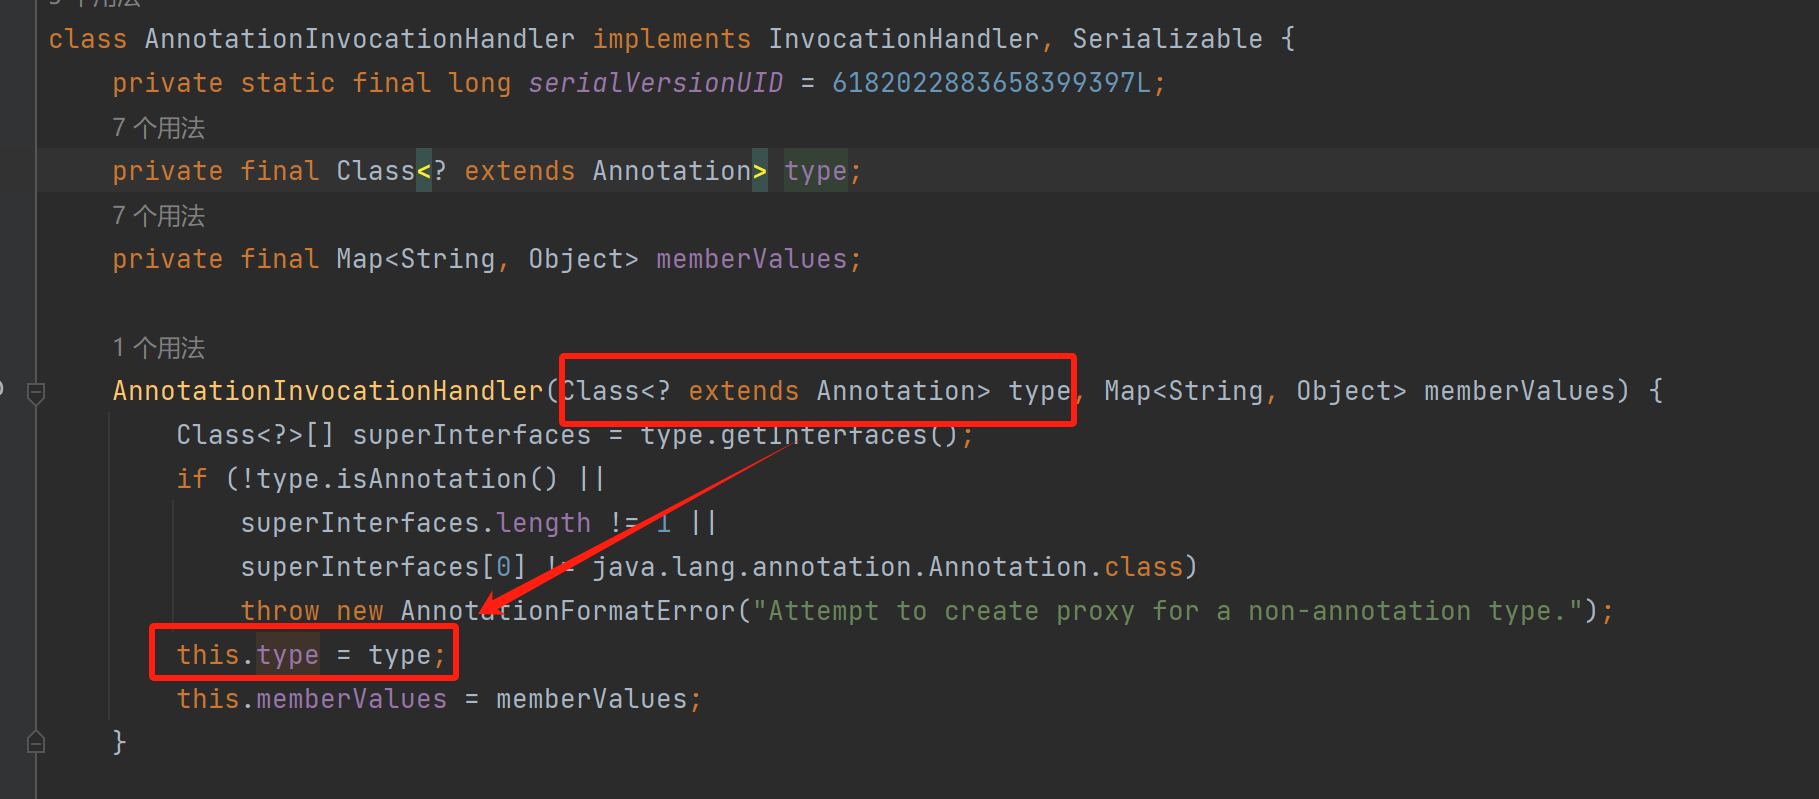 个用法
class AnnotationInvocationHandler implements InvocationHandler, Serializable {
private static final long serialVersionUID = 6182022883658399397L;
7 个用法
private final Class<? extends Annotation> type;
7 个用法
private final Map<String, Object> memberValues;
1 个用法
AnnotationInvocationHandler(Class<? extends Annotation> type, Map<String, Object> memberValues) {
Class<?>[] superInterfaces = type.getInterfaces();
if (!type.isAnnotation() ||
superInterfaces.length != 1 ||
superInterfaces[0] != java.lang.annotation.Annotation.class)
throw new AnnotationFormatError("Attempt to create proxy for a non-annotation type.");
this.type = type;
this.memberValues = memberValues;
}